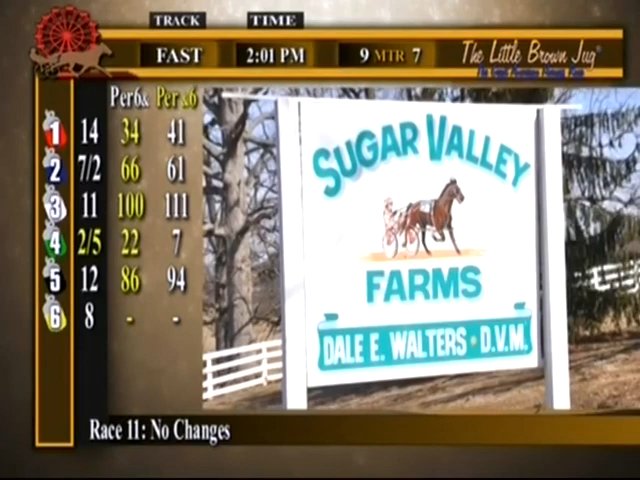 TRACK TIME
FAST 2:01 PM 9 MTR 7 The Little Brown Jug
Per6& Per &6
1 14 34 41
2 7/2 66 61
3 11 100 111
4 2/5 22 7
5 12 86 94
6 8 - -
SUGAR VALLEY
FARMS
DALE E. WALTERS · D.V.M.
Race 11: No Changes